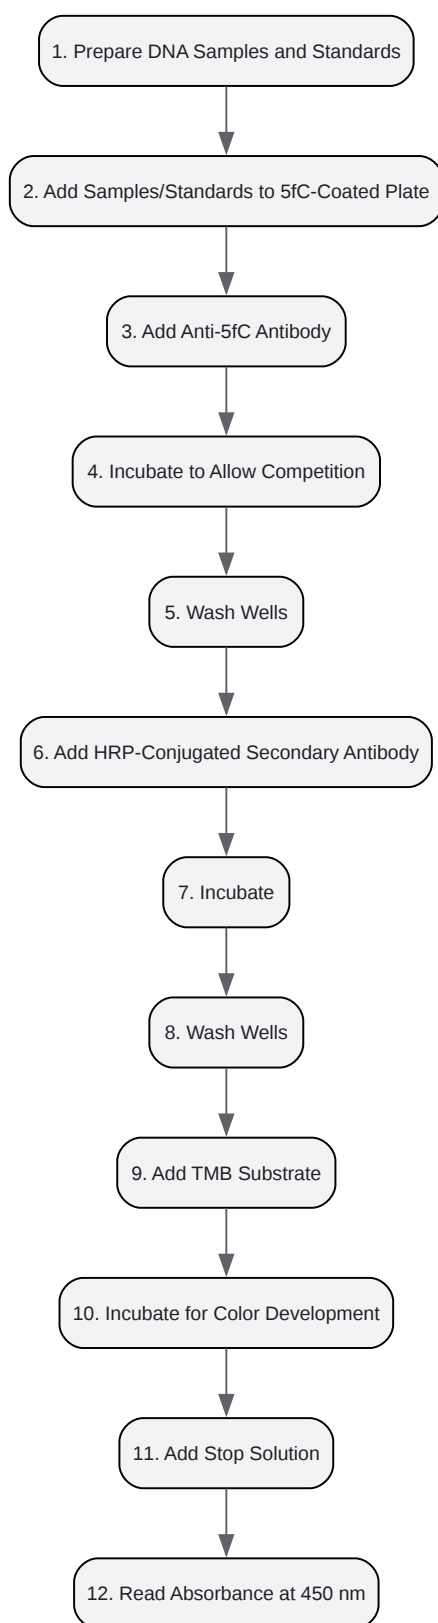 1. Prepare DNA Samples and Standards
2. Add Samples/Standards to 5fC-Coated Plate
3. Add Anti-5fC Antibody
4. Incubate to Allow Competition
5. Wash Wells
6. Add HRP-Conjugated Secondary Antibody
7. Incubate
8. Wash Wells
9. Add TMB Substrate
10. Incubate for Color Development
11. Add Stop Solution
12. Read Absorbance at 450 nm